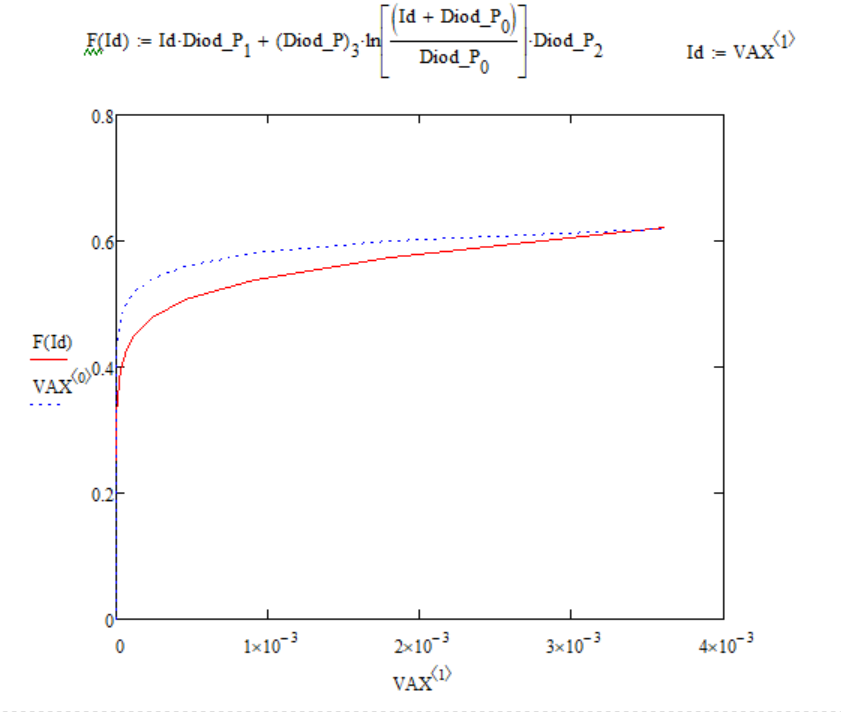 F(Id) := Id·Diod_P₁ + (Diod_P)₃·ln[(Id + Diod_P₀)/Diod_P₀]·Diod_P₂ Id := VAX^⟨1⟩
0.8
0.6
F(Id)
VAX^⟨0⟩
0.4
0.2
0
0 1×10⁻³ 2×10⁻³ 3×10⁻³ 4×10⁻³
VAX^⟨1⟩